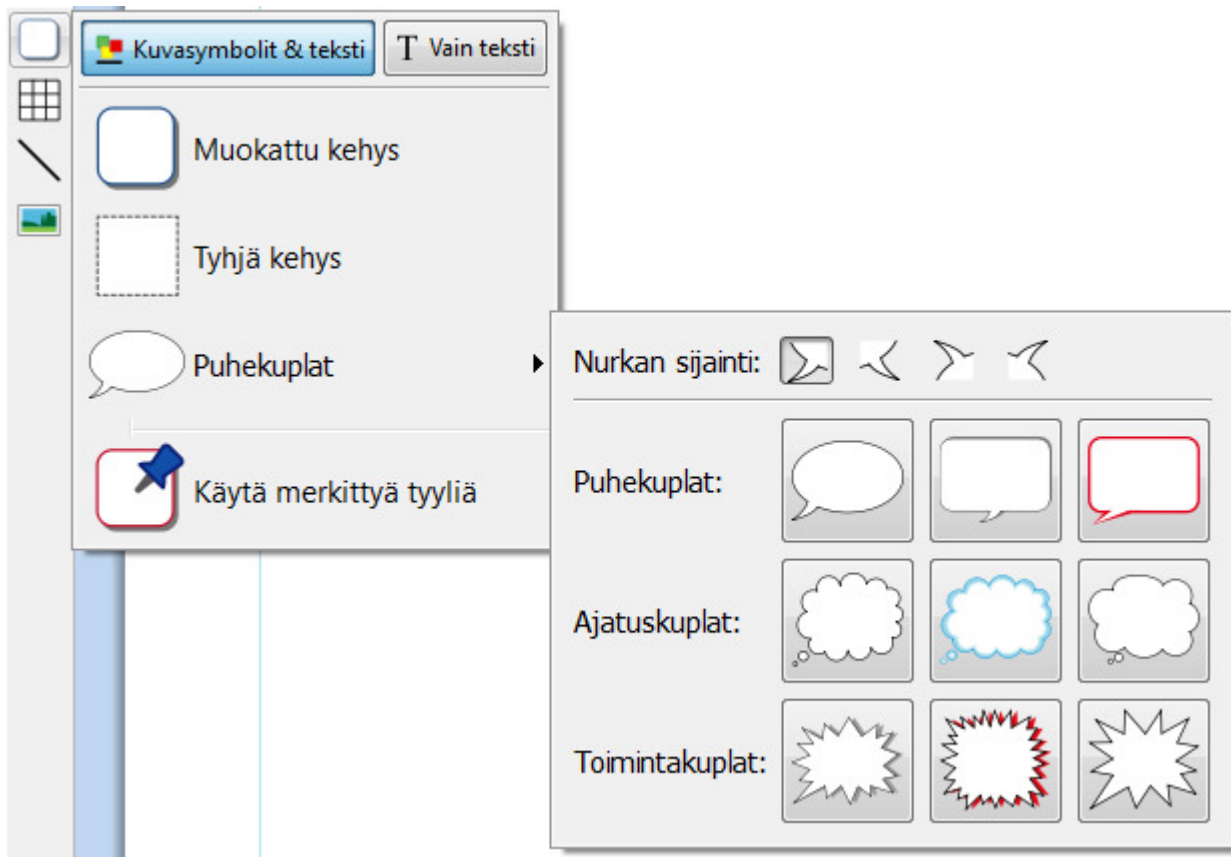 Kuvasymbolit & teksti
T Vain teksti
Muokattu kehys
Tyhjä kehys
Puhekuplat
Käytä merkittyä tyyliä
Nurkan sijainti:
Puhekuplat:
Ajatuskuplat:
Toimintakuplat: